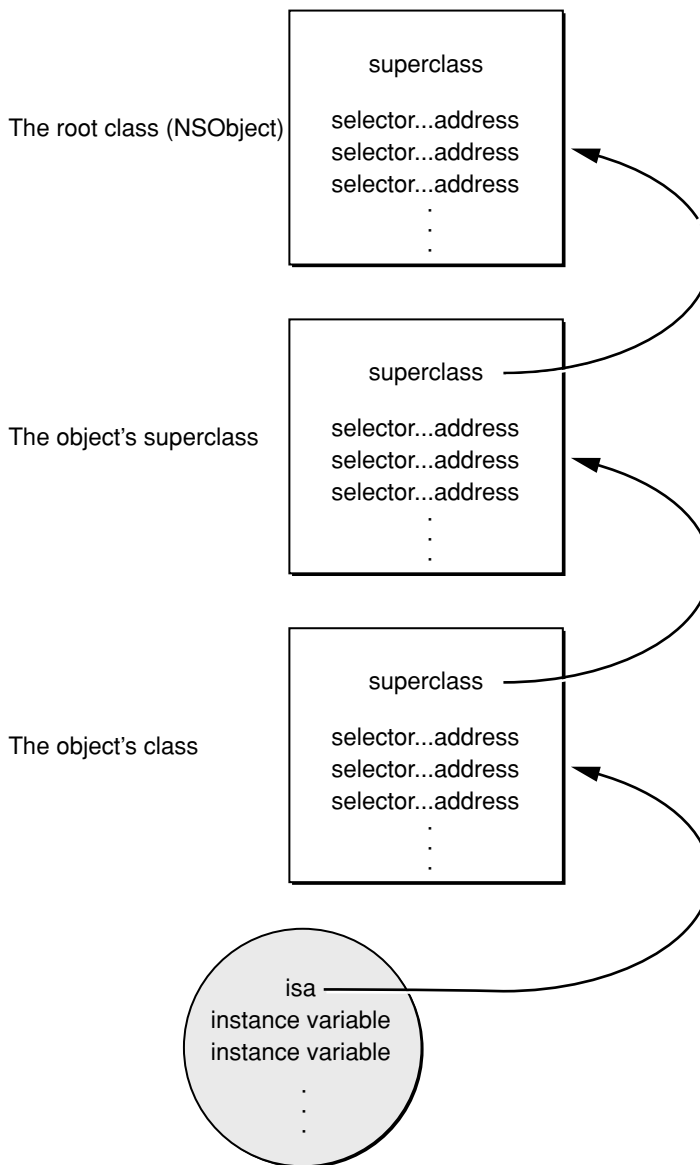 superclass
The root class (NSObject)
selector...address
selector...address
selector...address
.
.
.
superclass
The object's superclass
selector...address
selector...address
selector...address
.
.
.
superclass
The object's class
selector...address
selector...address
selector...address
.
.
.
isa
instance variable
instance variable
.
.
.